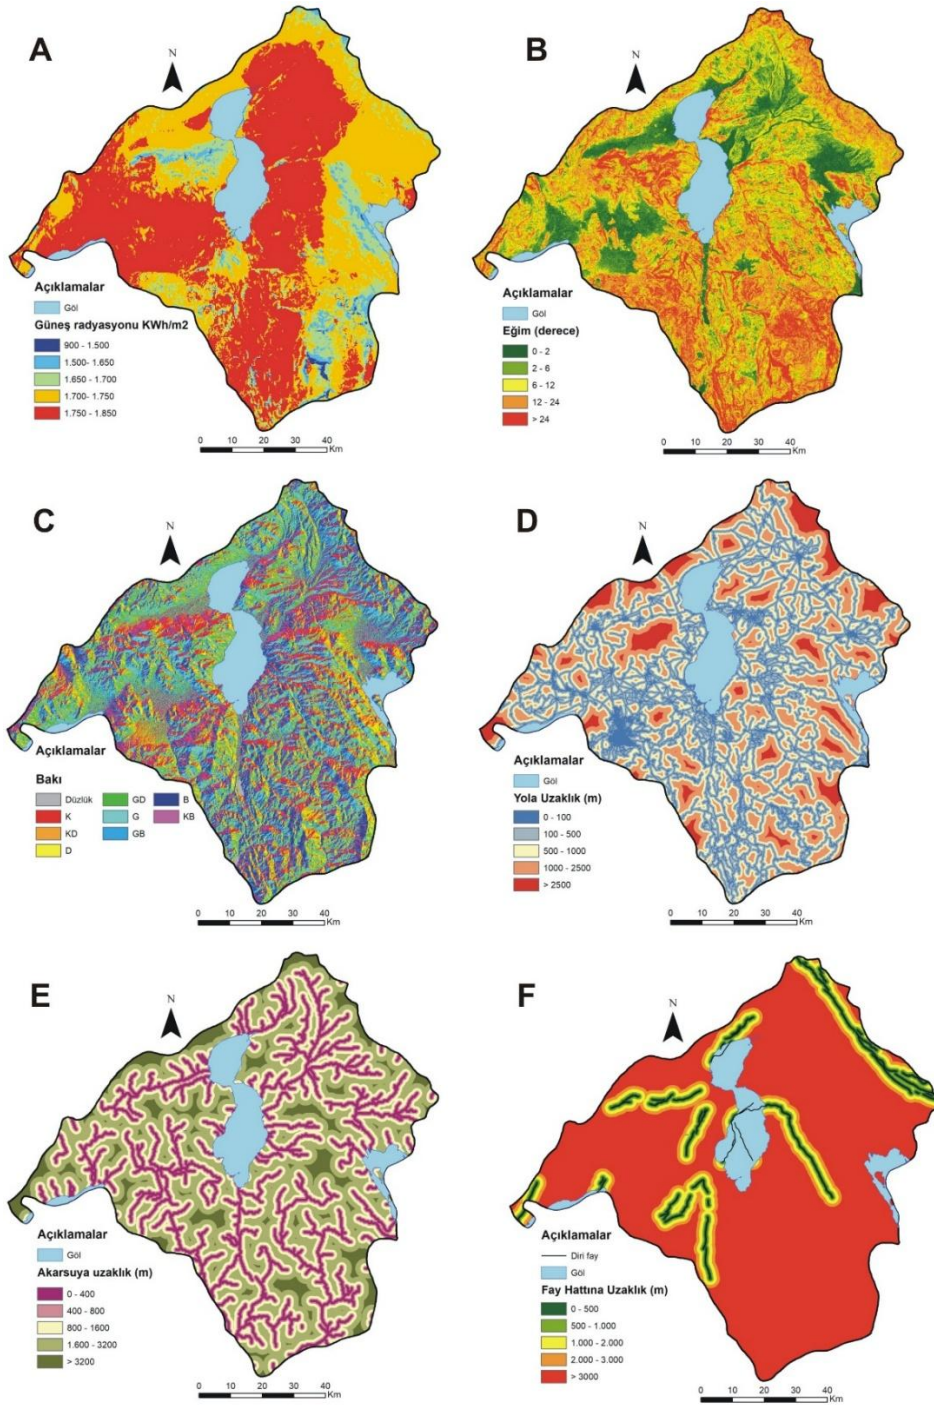 A
N
Açıklamalar
Göl
Güneş radyasyonu KWh/m2
900 - 1.500
1.500- 1.650
1.650 - 1.700
1.700- 1.750
1.750 - 1.850
0 10 20 30 40
Km
B
N
Açıklamalar
Göl
Eğim (derece)
0 - 2
2 - 6
6 - 12
12 - 24
> 24
0 10 20 30 40
Km
C
N
Açıklamalar
Bakı
Düzlük GD B
K G KB
KD GB
D
0 10 20 30 40
Km
D
N
Açıklamalar
Göl
Yola Uzaklık (m)
0 - 100
100 - 500
500 - 1000
1000 - 2500
> 2500
0 10 20 30 40
Km
E
N
Açıklamalar
Göl
Akarsuya uzaklık (m)
0 - 400
400 - 800
800 - 1600
1.600 - 3200
> 3200
0 10 20 30 40
Km
F
N
Açıklamalar
Diri fay
Göl
Fay Hattına Uzaklık (m)
0 - 500
500 - 1.000
1.000 - 2.000
2.000 - 3.000
> 3000
0 10 20 30 40
Km